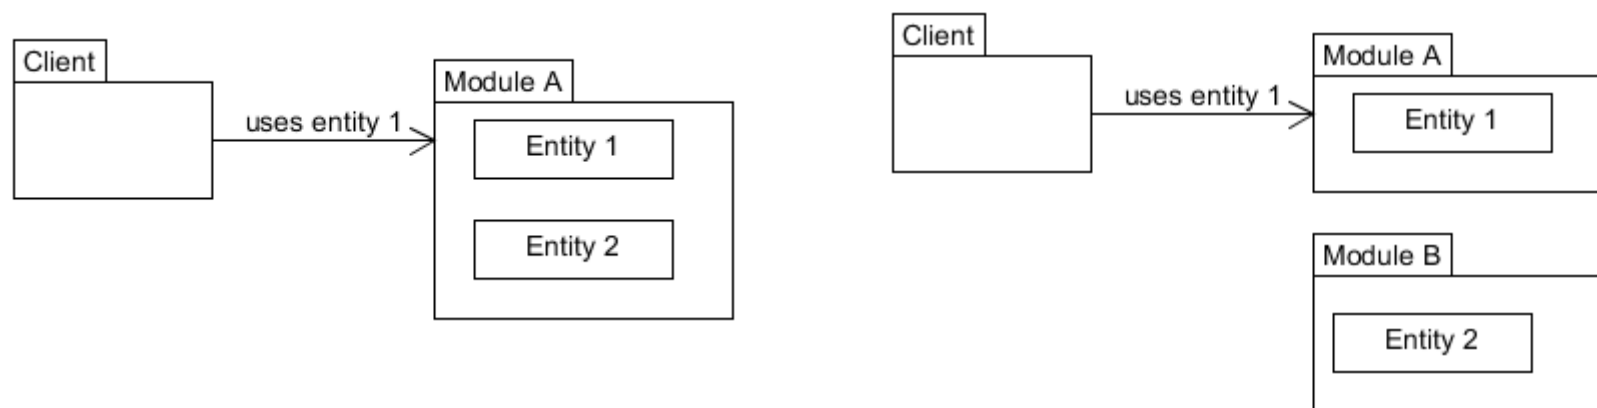 Client
uses entity 1
Module A
Entity 1
Entity 2
Client
uses entity 1
Module A
Entity 1
Module B
Entity 2